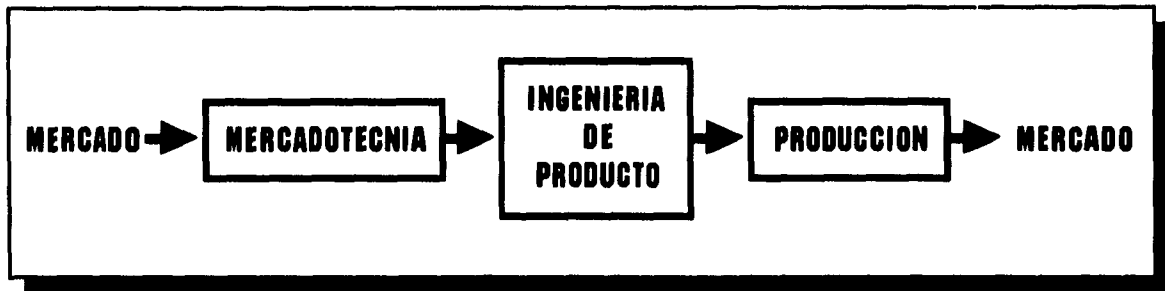 MERCADO
MERCADOTECNIA
INGENIERIA
DE
PRODUCTO
PRODUCCION
MERCADO